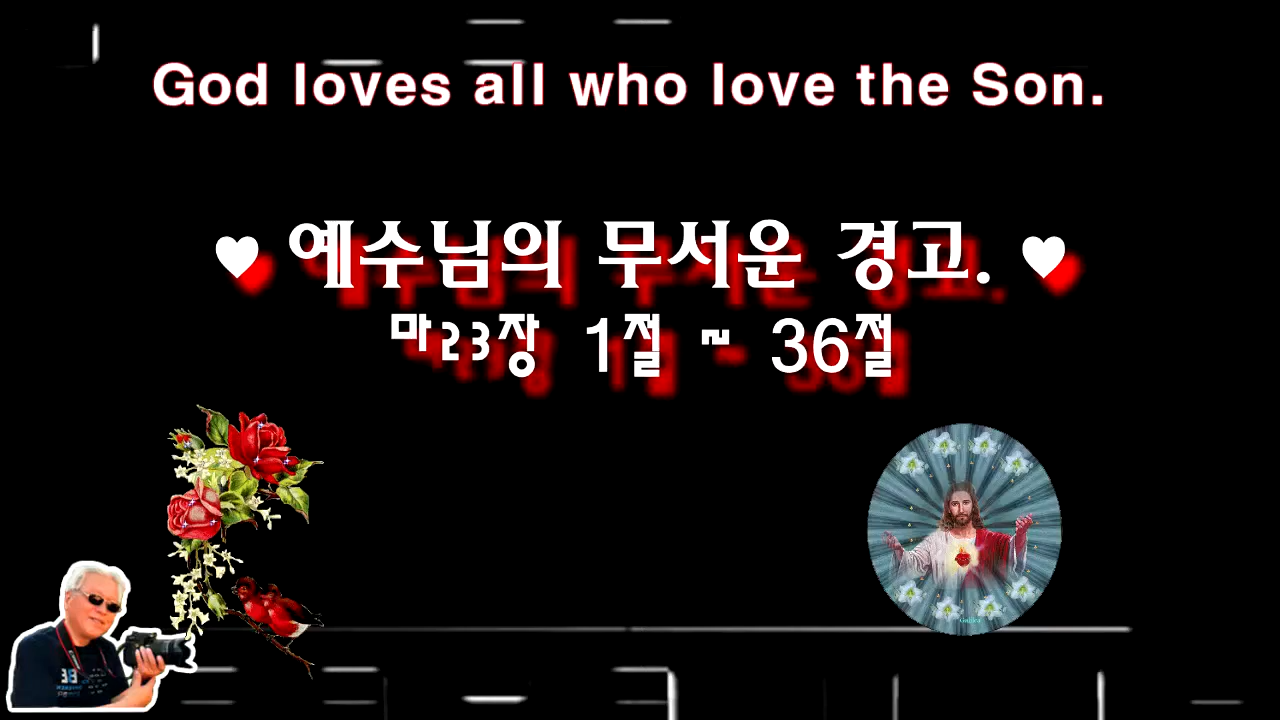 God loves all who love the Son.
♥ 예수님의 무서운 경고. ♥
마23장 1절 ~ 36절